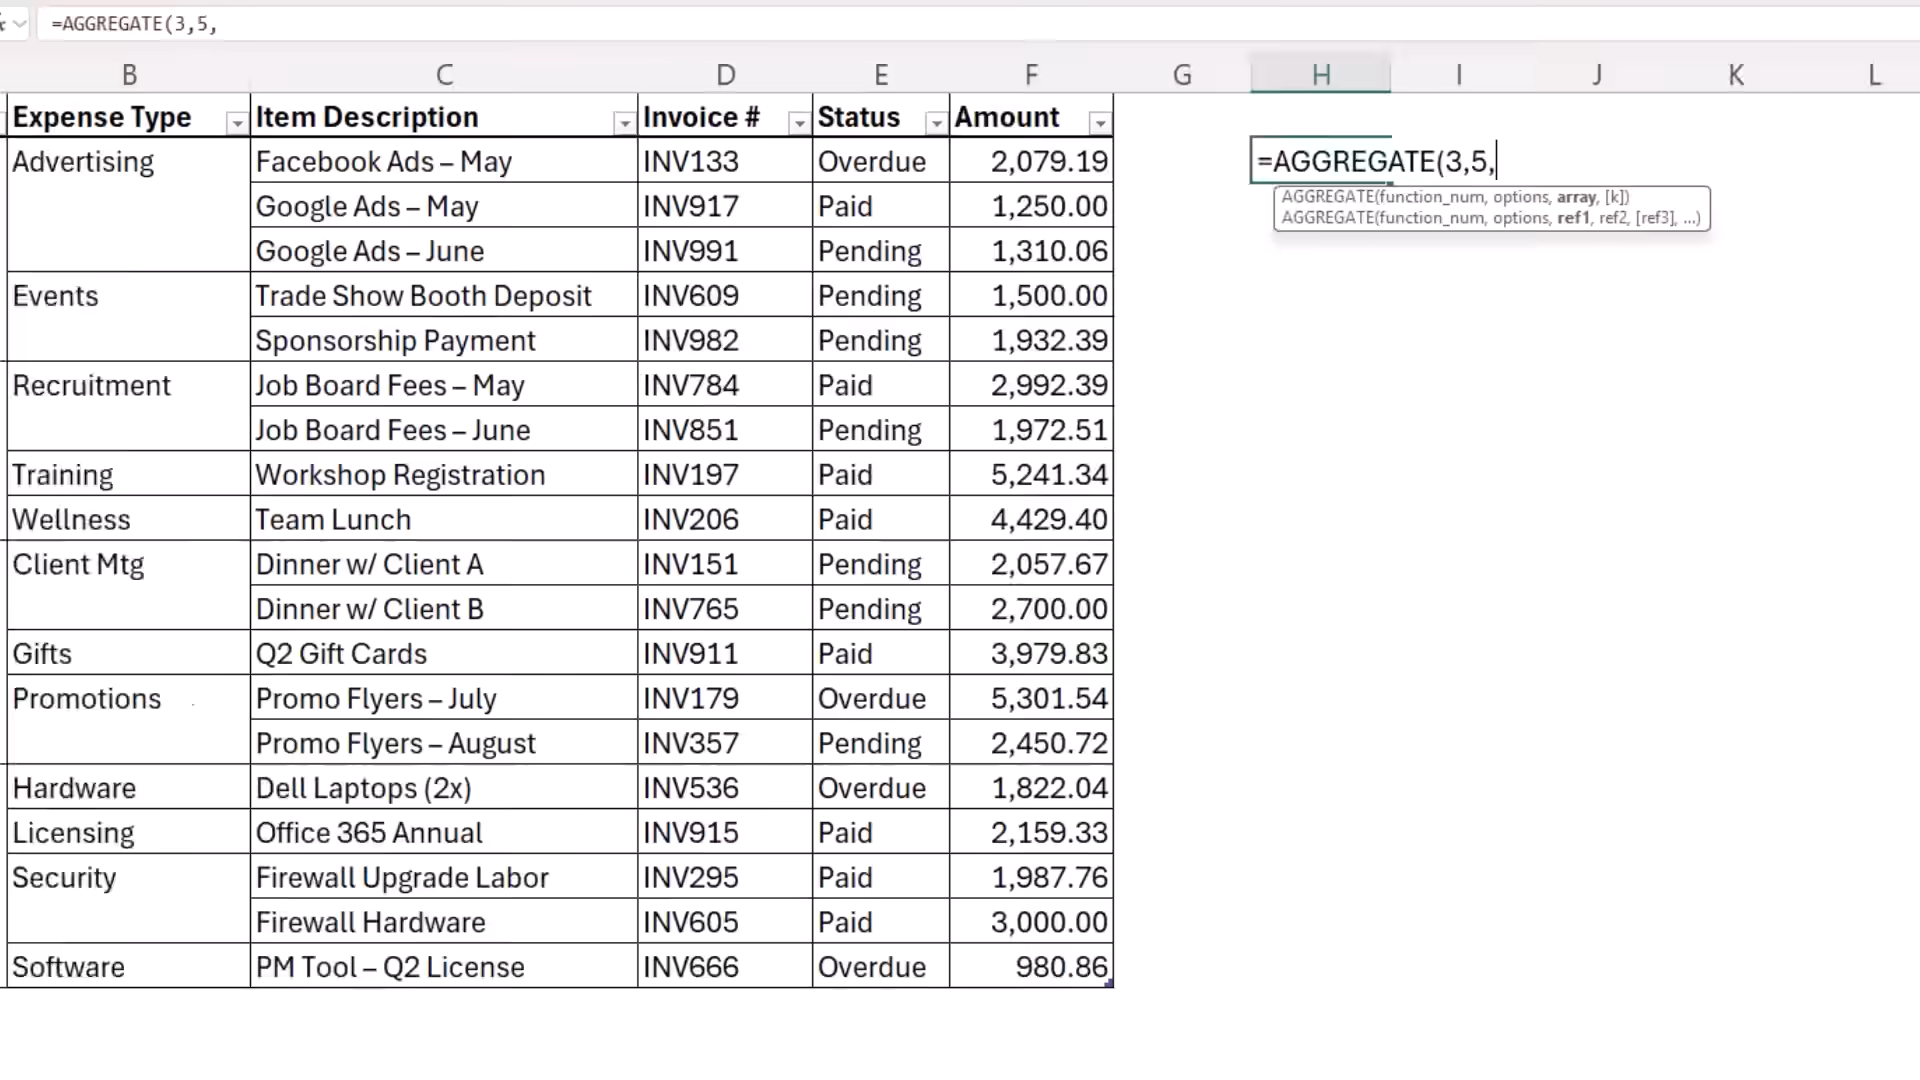 =AGGREGATE(3,5,
B C D E F G H I J K L
Expense Type Item Description Invoice # Status Amount
Advertising Facebook Ads – May INV133 Overdue 2,079.19 =AGGREGATE(3,5,
AGGREGATE(function_num, options, array, [k])
Google Ads – May INV917 Paid 1,250.00 AGGREGATE(function_num, options, ref1, ref2, [ref3], ...)
Google Ads – June INV991 Pending 1,310.06
Events Trade Show Booth Deposit INV609 Pending 1,500.00
Sponsorship Payment INV982 Pending 1,932.39
Recruitment Job Board Fees – May INV784 Paid 2,992.39
Job Board Fees – June INV851 Pending 1,972.51
Training Workshop Registration INV197 Paid 5,241.34
Wellness Team Lunch INV206 Paid 4,429.40
Client Mtg Dinner w/ Client A INV151 Pending 2,057.67
Dinner w/ Client B INV765 Pending 2,700.00
Gifts Q2 Gift Cards INV911 Paid 3,979.83
Promotions Promo Flyers – July INV179 Overdue 5,301.54
Promo Flyers – August INV357 Pending 2,450.72
Hardware Dell Laptops (2x) INV536 Overdue 1,822.04
Licensing Office 365 Annual INV915 Paid 2,159.33
Security Firewall Upgrade Labor INV295 Paid 1,987.76
Firewall Hardware INV605 Paid 3,000.00
Software PM Tool – Q2 License INV666 Overdue 980.86